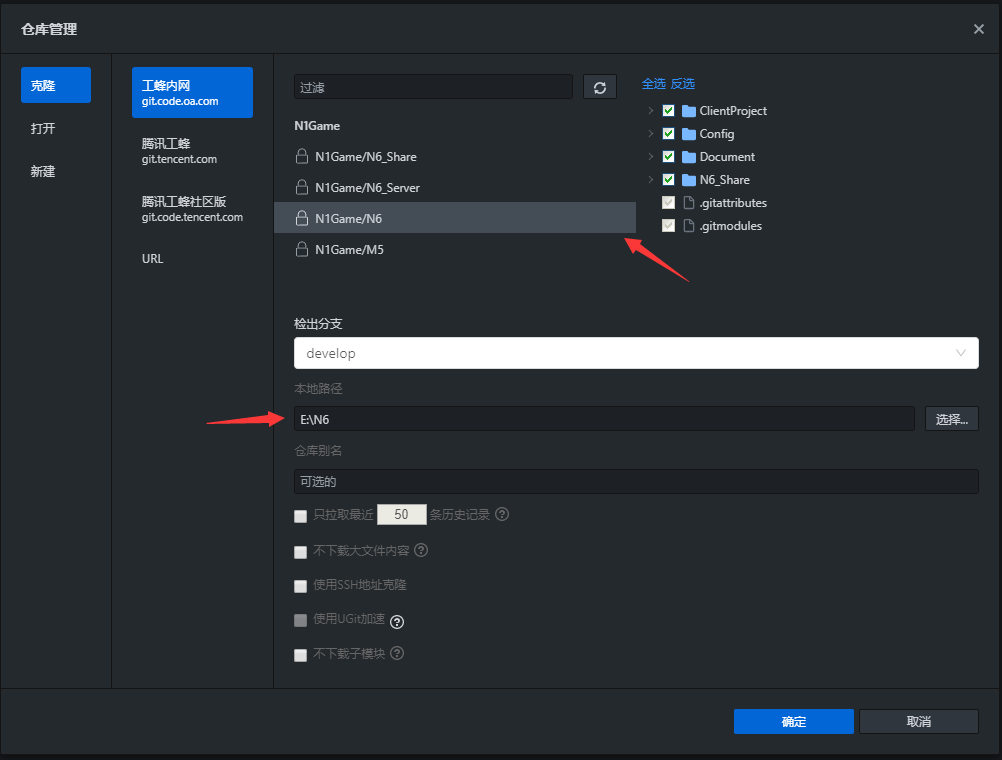 仓库管理
克隆
打开
新建
工蜂内网
git.code.oa.com
腾讯工蜂
git.tencent.com
腾讯工蜂社区版
git.code.tencent.com
URL
过滤
N1Game
N1Game/N6_Share
N1Game/N6_Server
N1Game/N6
N1Game/M5
全选 反选
ClientProject
Config
Document
N6_Share
.gitattributes
.gitmodules
检出分支
develop
本地路径
E:\N6
选择...
仓库别名
可选的
只拉取最近 50 条历史记录 ?
不下载大文件内容 ?
使用SSH地址克隆
使用UGit加速 ?
不下载子模块 ?
确定
取消